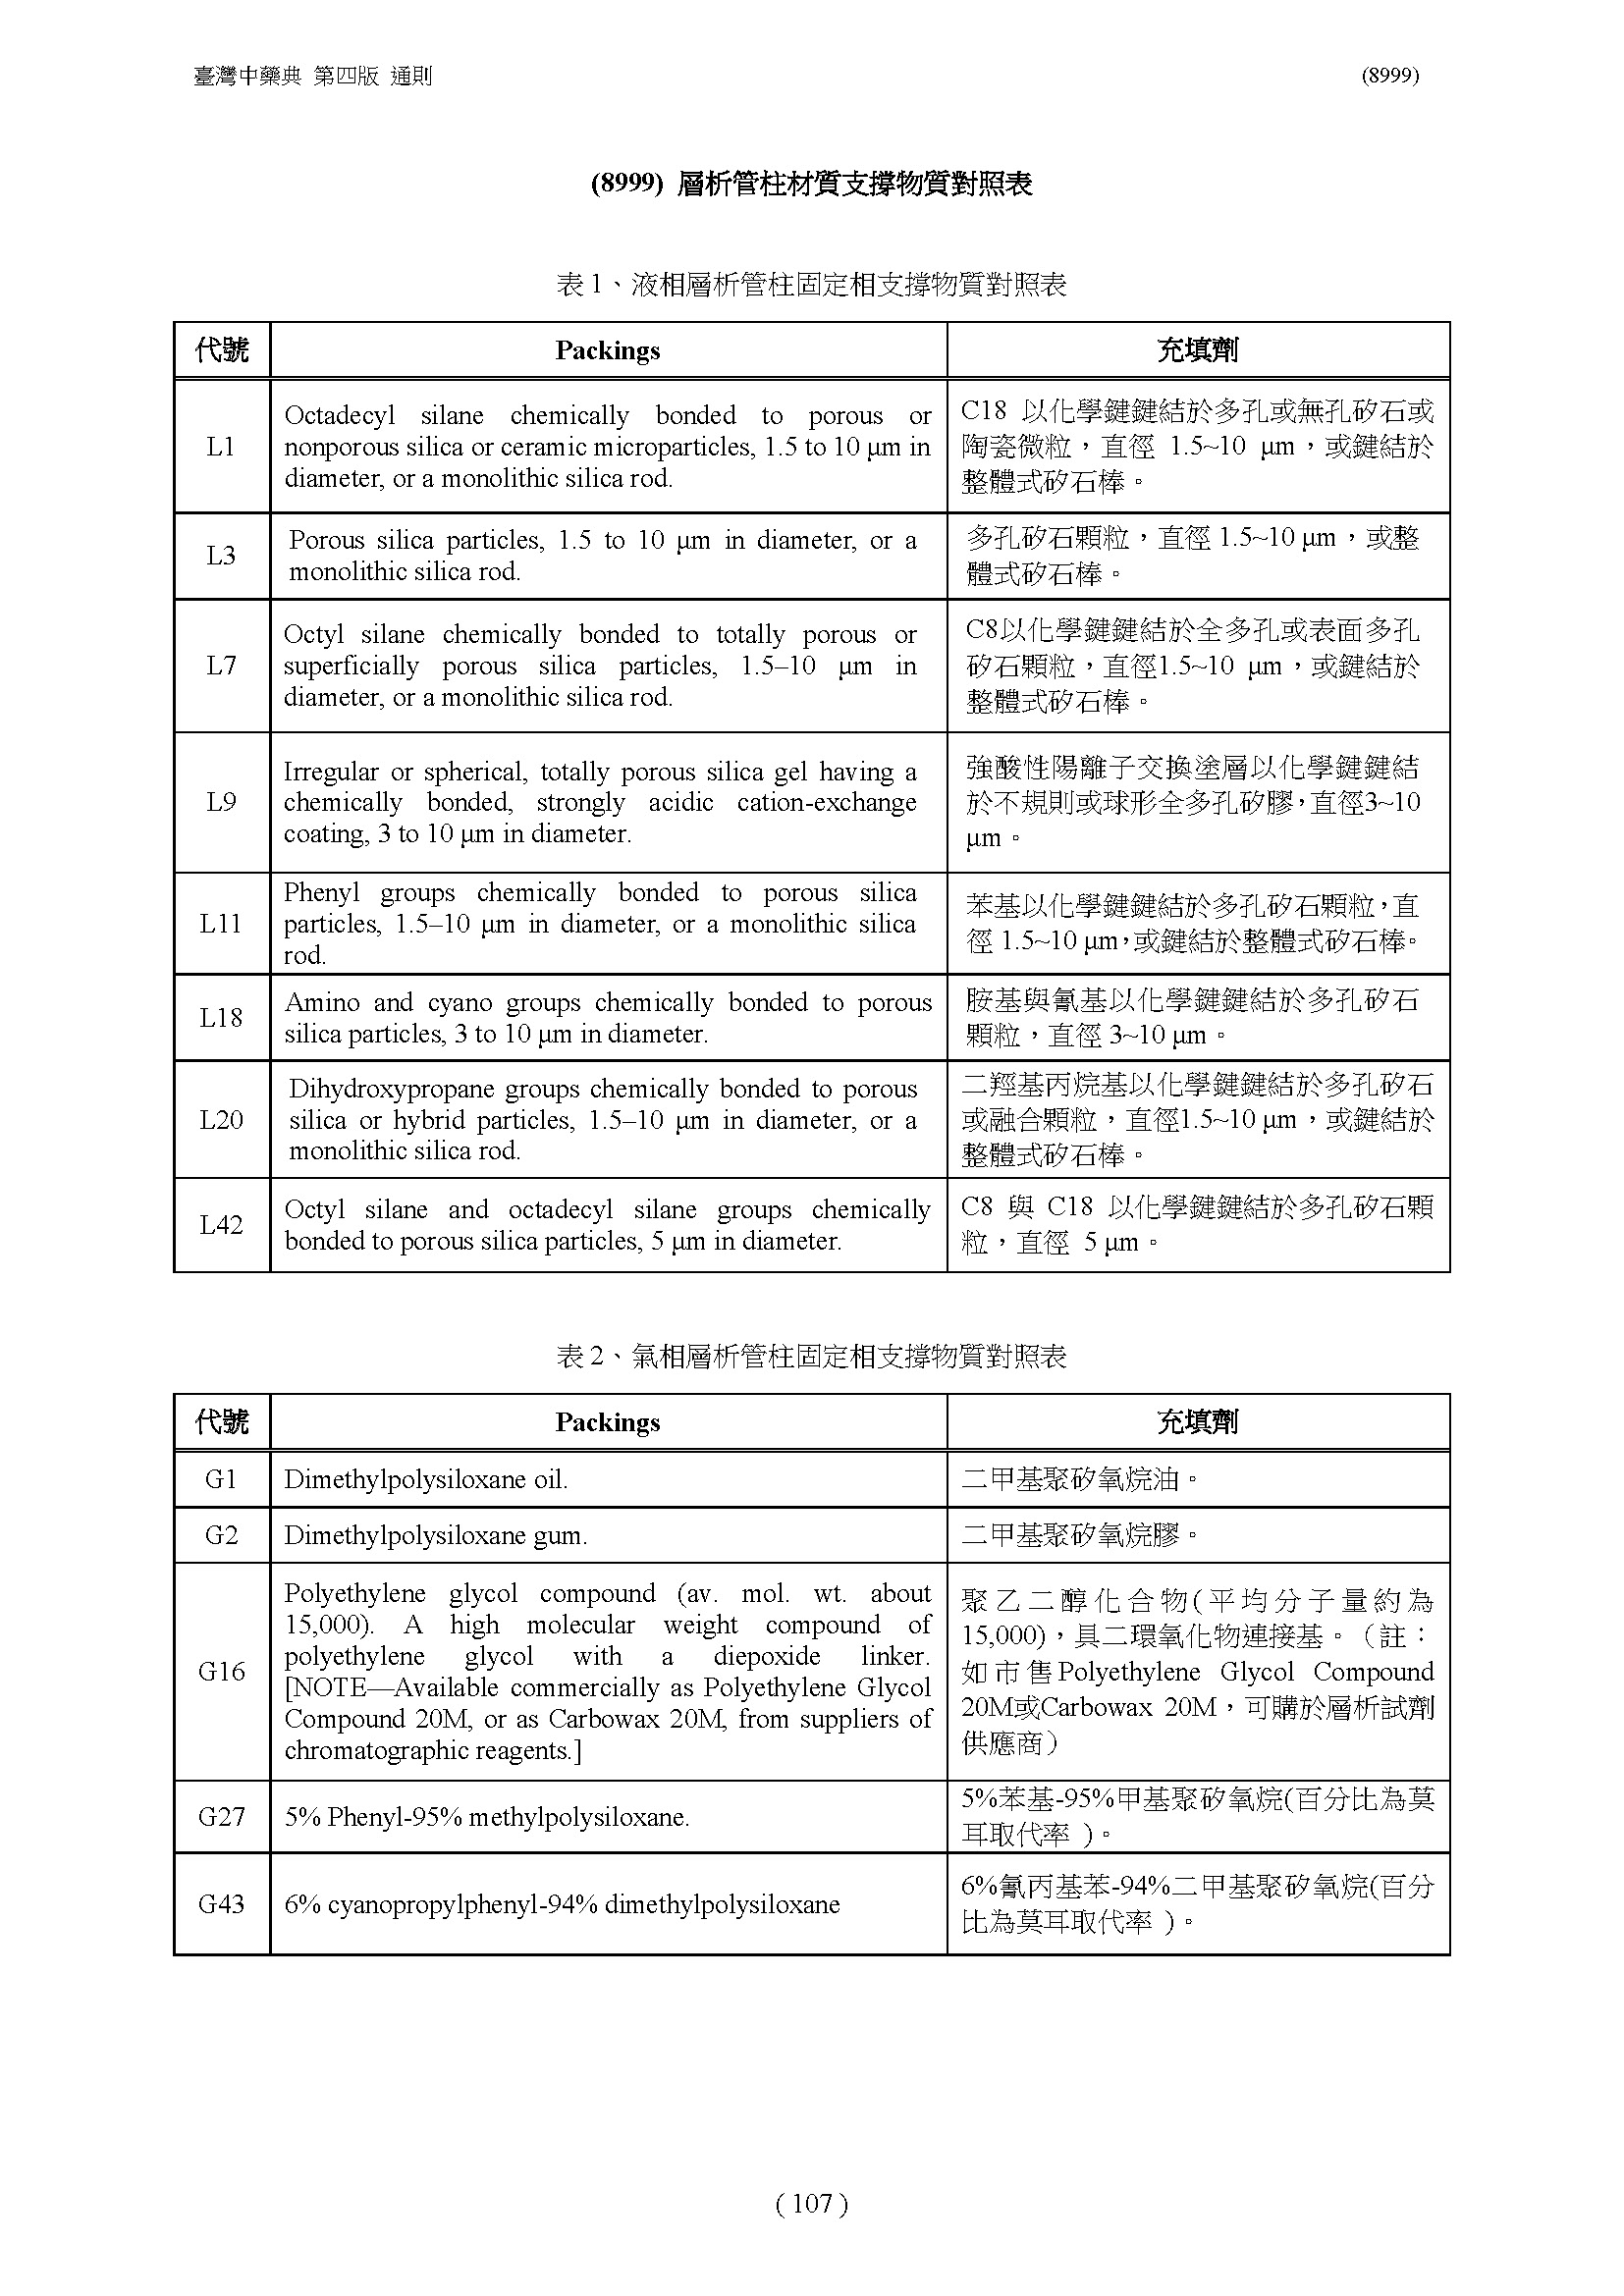 臺灣中藥典 第四版 通則 (8999)
(8999) 層析管柱材質支撐物質對照表
表 1、液相層析管柱固定相支撐物質對照表
代號 Packings 充填劑
L1
Octadecyl silane chemically bonded to porous or
nonporous silica or ceramic microparticles, 1.5 to 10 μm in
diameter, or a monolithic silica rod.
C18 以化學鍵鍵結於多孔或無孔矽石或
陶瓷微粒，直徑 1.5~10 μm，或鍵結於
整體式矽石棒。
L3
Porous silica particles, 1.5 to 10 μm in diameter, or a
monolithic silica rod.
多孔矽石顆粒，直徑 1.5~10 μm，或整
體式矽石棒。
L7
Octyl silane chemically bonded to totally porous or
superficially porous silica particles, 1.5–10 μm in
diameter, or a monolithic silica rod.
C8以化學鍵鍵結於全多孔或表面多孔
矽石顆粒，直徑1.5~10 μm，或鍵結於
整體式矽石棒。
L9
Irregular or spherical, totally porous silica gel having a
chemically bonded, strongly acidic cation-exchange
coating, 3 to 10 μm in diameter.
強酸性陽離子交換塗層以化學鍵鍵結
於不規則或球形全多孔矽膠，直徑3~10
μm。
L11
Phenyl groups chemically bonded to porous silica
particles, 1.5–10 μm in diameter, or a monolithic silica
rod.
苯基以化學鍵鍵結於多孔矽石顆粒，直
徑 1.5~10 μm，或鍵結於整體式矽石棒。
L18
Amino and cyano groups chemically bonded to porous
silica particles, 3 to 10 μm in diameter.
胺基與氰基以化學鍵鍵結於多孔矽石
顆粒，直徑 3~10 μm。
L20
Dihydroxypropane groups chemically bonded to porous
silica or hybrid particles, 1.5–10 μm in diameter, or a
monolithic silica rod.
二羥基丙烷基以化學鍵鍵結於多孔矽石
或融合顆粒，直徑1.5~10 μm，或鍵結於
整體式矽石棒。
L42
Octyl silane and octadecyl silane groups chemically
bonded to porous silica particles, 5 μm in diameter.
C8 與 C18 以化學鍵鍵結於多孔矽石顆
粒，直徑 5 μm。
表 2、氣相層析管柱固定相支撐物質對照表
代號 Packings 充填劑
G1 Dimethylpolysiloxane oil. 二甲基聚矽氧烷油。
G2 Dimethylpolysiloxane gum. 二甲基聚矽氧烷膠。
G16
Polyethylene glycol compound (av. mol. wt. about
15,000). A high molecular weight compound of
polyethylene glycol with a diepoxide linker.
[NOTE—Available commercially as Polyethylene Glycol
Compound 20M, or as Carbowax 20M, from suppliers of
chromatographic reagents.]
聚乙二醇化合物(平均分子量約為
15,000)，具二環氧化物連接基。（註：
如市售Polyethylene Glycol Compound
20M或Carbowax 20M，可購於層析試劑
供應商）
G27
5% Phenyl-95% methylpolysiloxane.
5%苯基-95%甲基聚矽氧烷(百分比為莫
耳取代率 )。
G43
6% cyanopropylphenyl-94% dimethylpolysiloxane
6%氰丙基苯-94%二甲基聚矽氧烷(百分
比為莫耳取代率 )。
( 107 )